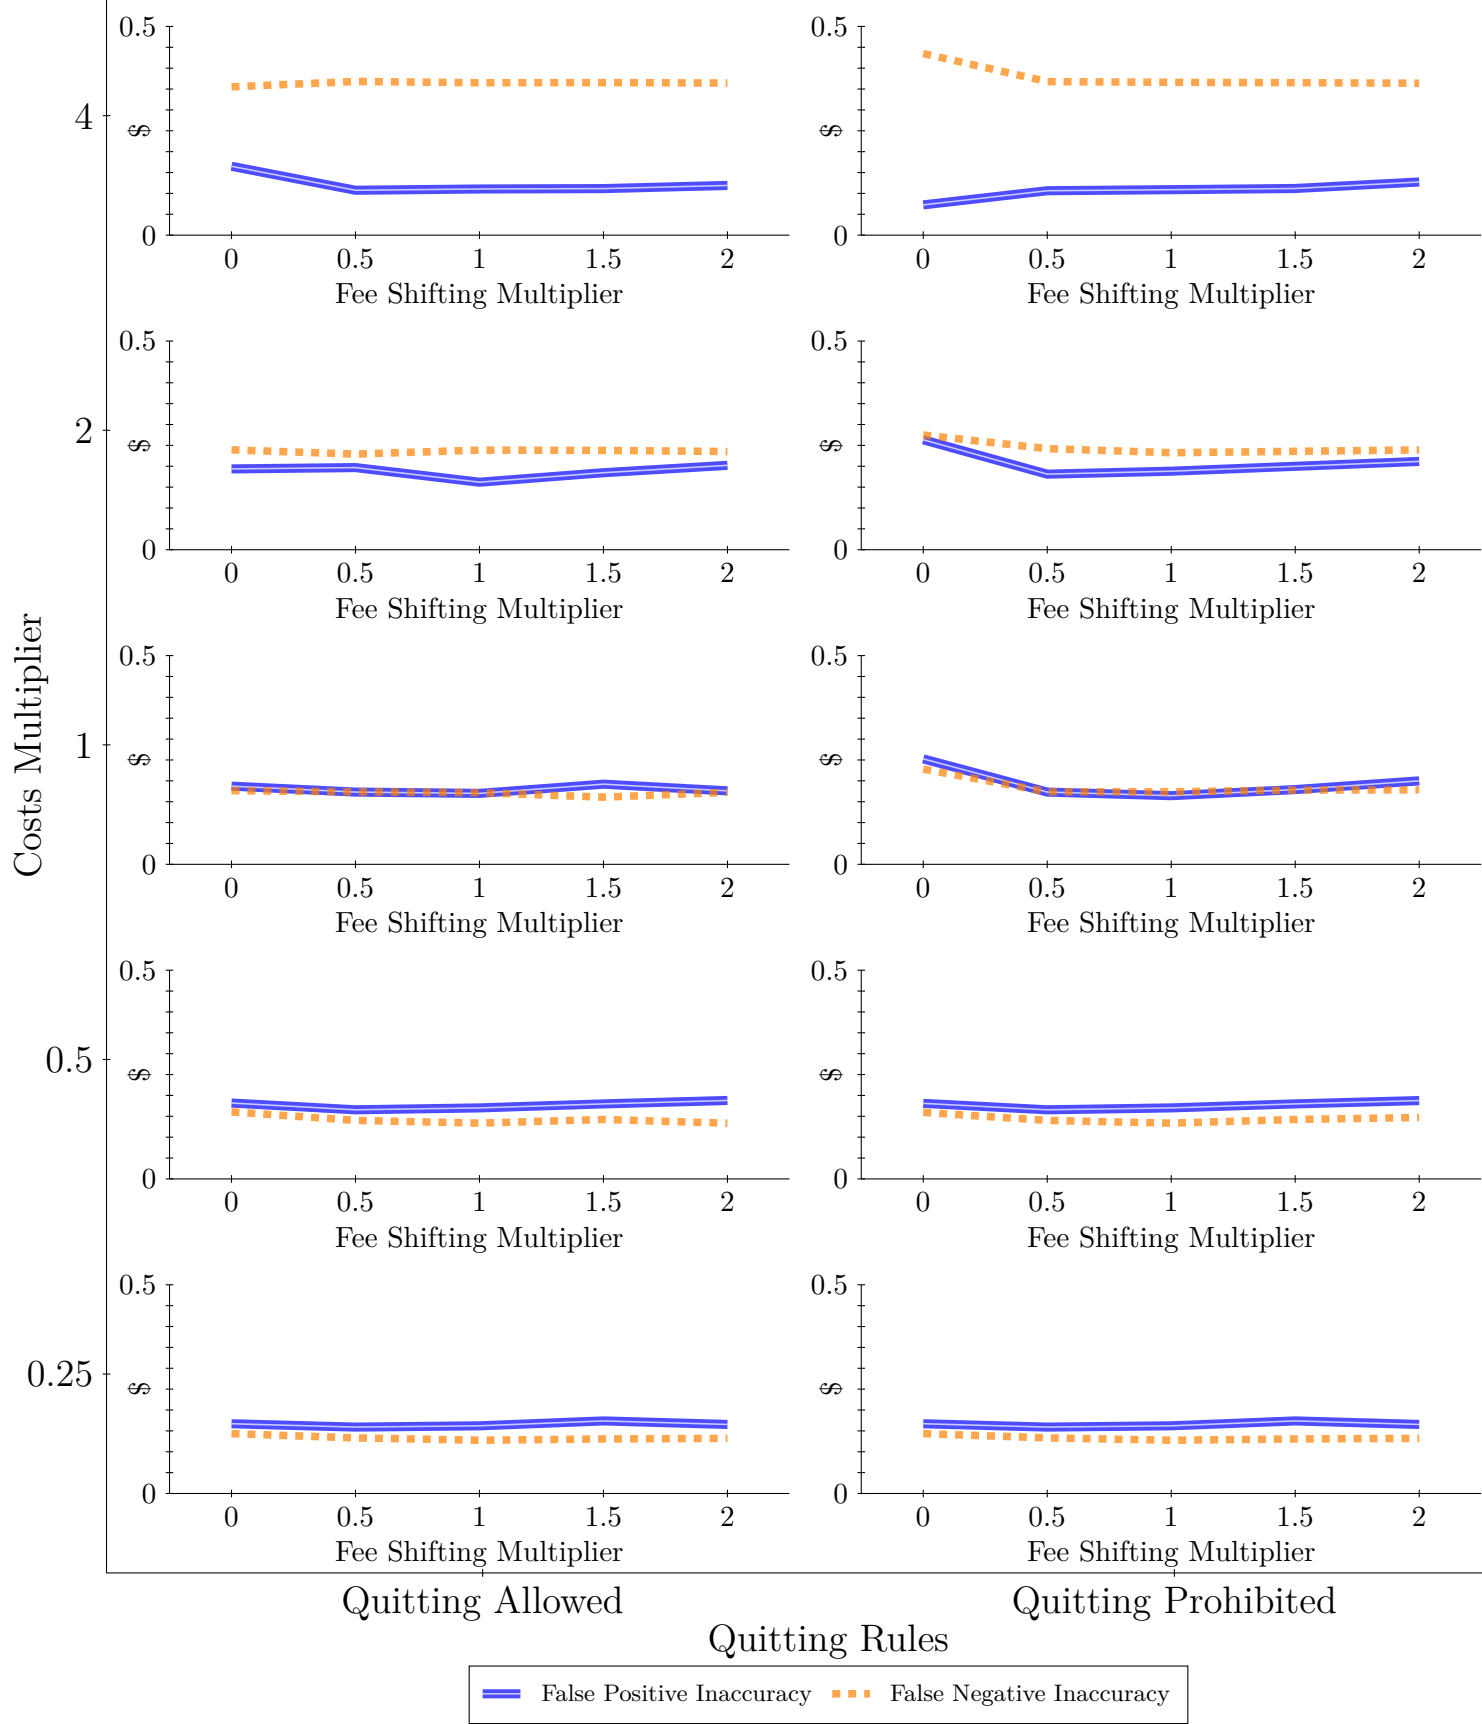 0.5
0.5
4
$
$
0
0
0 0.5 1 1.5 2
0 0.5 1 1.5 2
Fee Shifting Multiplier
Fee Shifting Multiplier
0.5
0.5
2
$
$
0
0
0 0.5 1 1.5 2
0 0.5 1 1.5 2
Fee Shifting Multiplier
Fee Shifting Multiplier
Costs Multiplier
0.5
0.5
1
$
$
0
0
0 0.5 1 1.5 2
0 0.5 1 1.5 2
Fee Shifting Multiplier
Fee Shifting Multiplier
0.5
0.5
0.5
$
$
0
0
0 0.5 1 1.5 2
0 0.5 1 1.5 2
Fee Shifting Multiplier
Fee Shifting Multiplier
0.5
0.5
0.25
$
$
0
0
0 0.5 1 1.5 2
0 0.5 1 1.5 2
Fee Shifting Multiplier
Fee Shifting Multiplier
Quitting Allowed
Quitting Prohibited
Quitting Rules
False Positive Inaccuracy
False Negative Inaccuracy